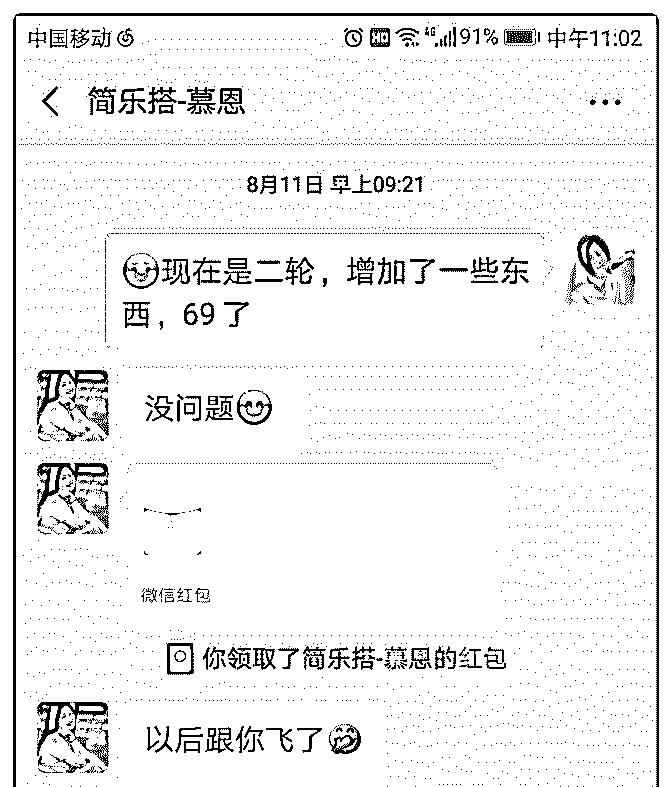 中国移动 4G 91% 中午11:02
简乐搭-慕恩
8月11日 早上09:21
现在是二轮，增加了一些东
西，69了
没问题
微信红包
你领取了简乐搭-慕恩的红包
以后跟你飞了